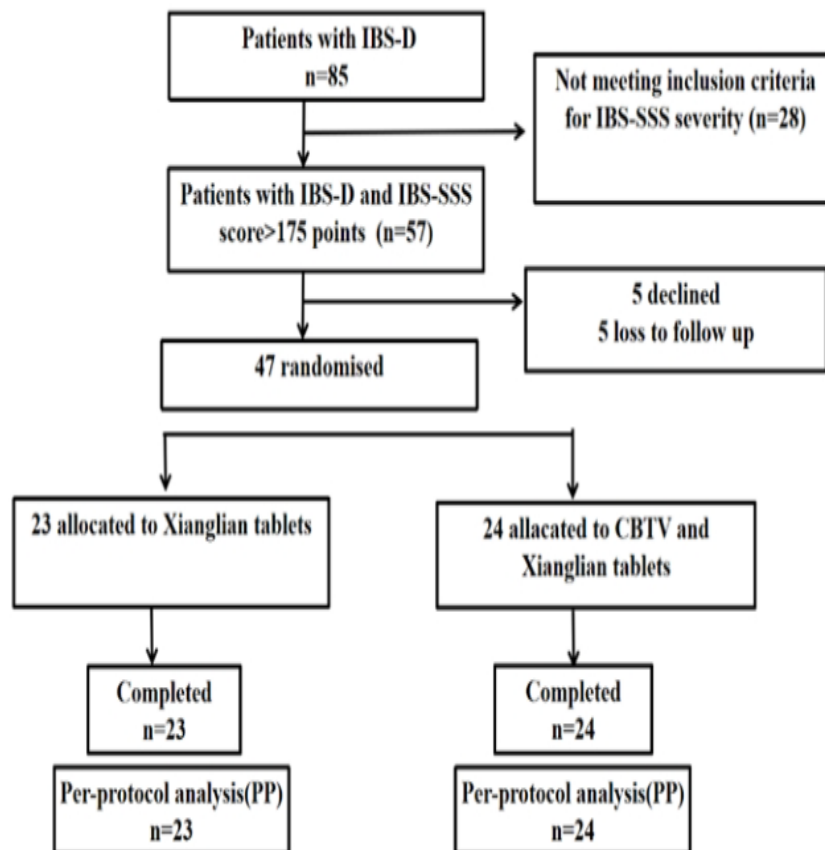 Patients with IBS-D
n=85
Not meeting inclusion criteria
for IBS-SSS severity (n=28)
Patients with IBS-D and IBS-SSS
score>175 points (n=57)
5 declined
5 loss to follow up
47 randomised
23 allocated to Xianglian tablets
24 allacated to CBTV and
Xianglian tablets
Completed
n=23
Completed
n=24
Per-protocol analysis(PP)
n=23
Per-protocol analysis(PP)
n=24